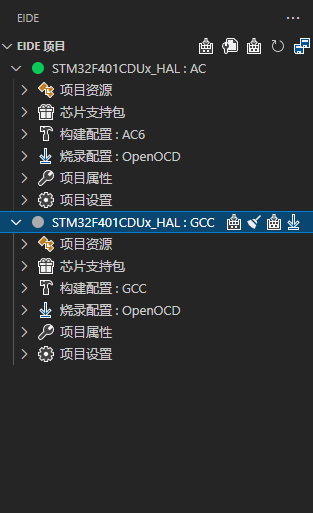 EIDE
EIDE 项目
STM32F401CDUx_HAL : AC
项目资源
芯片支持包
构建配置 : AC6
烧录配置 : OpenOCD
项目属性
项目设置
STM32F401CDUx_HAL : GCC
项目资源
芯片支持包
构建配置 : GCC
烧录配置 : OpenOCD
项目属性
项目设置